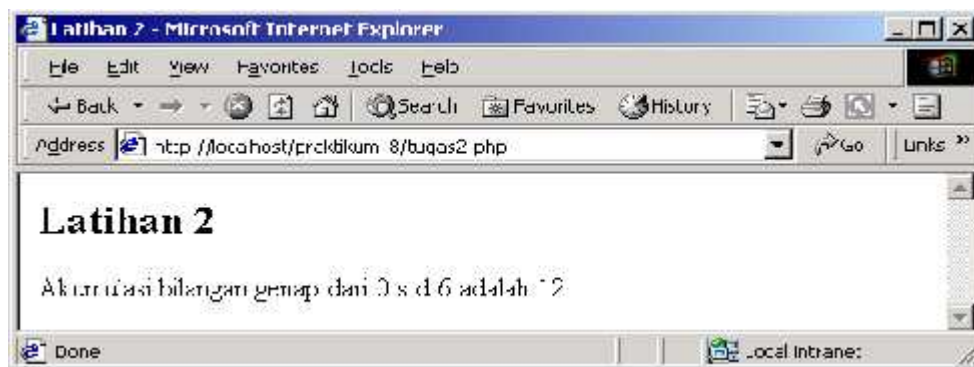 Latihan 2 - Microsoft Internet Explorer
File Edit View Favorites Tools Help
Back Search Favorites History
Address http://localhost/praktikum 8/tugas2.php Go Links »
Latihan 2
Akumulasi bilangan genap dari 0 s.d 6 adalah 12
Done Local intranet